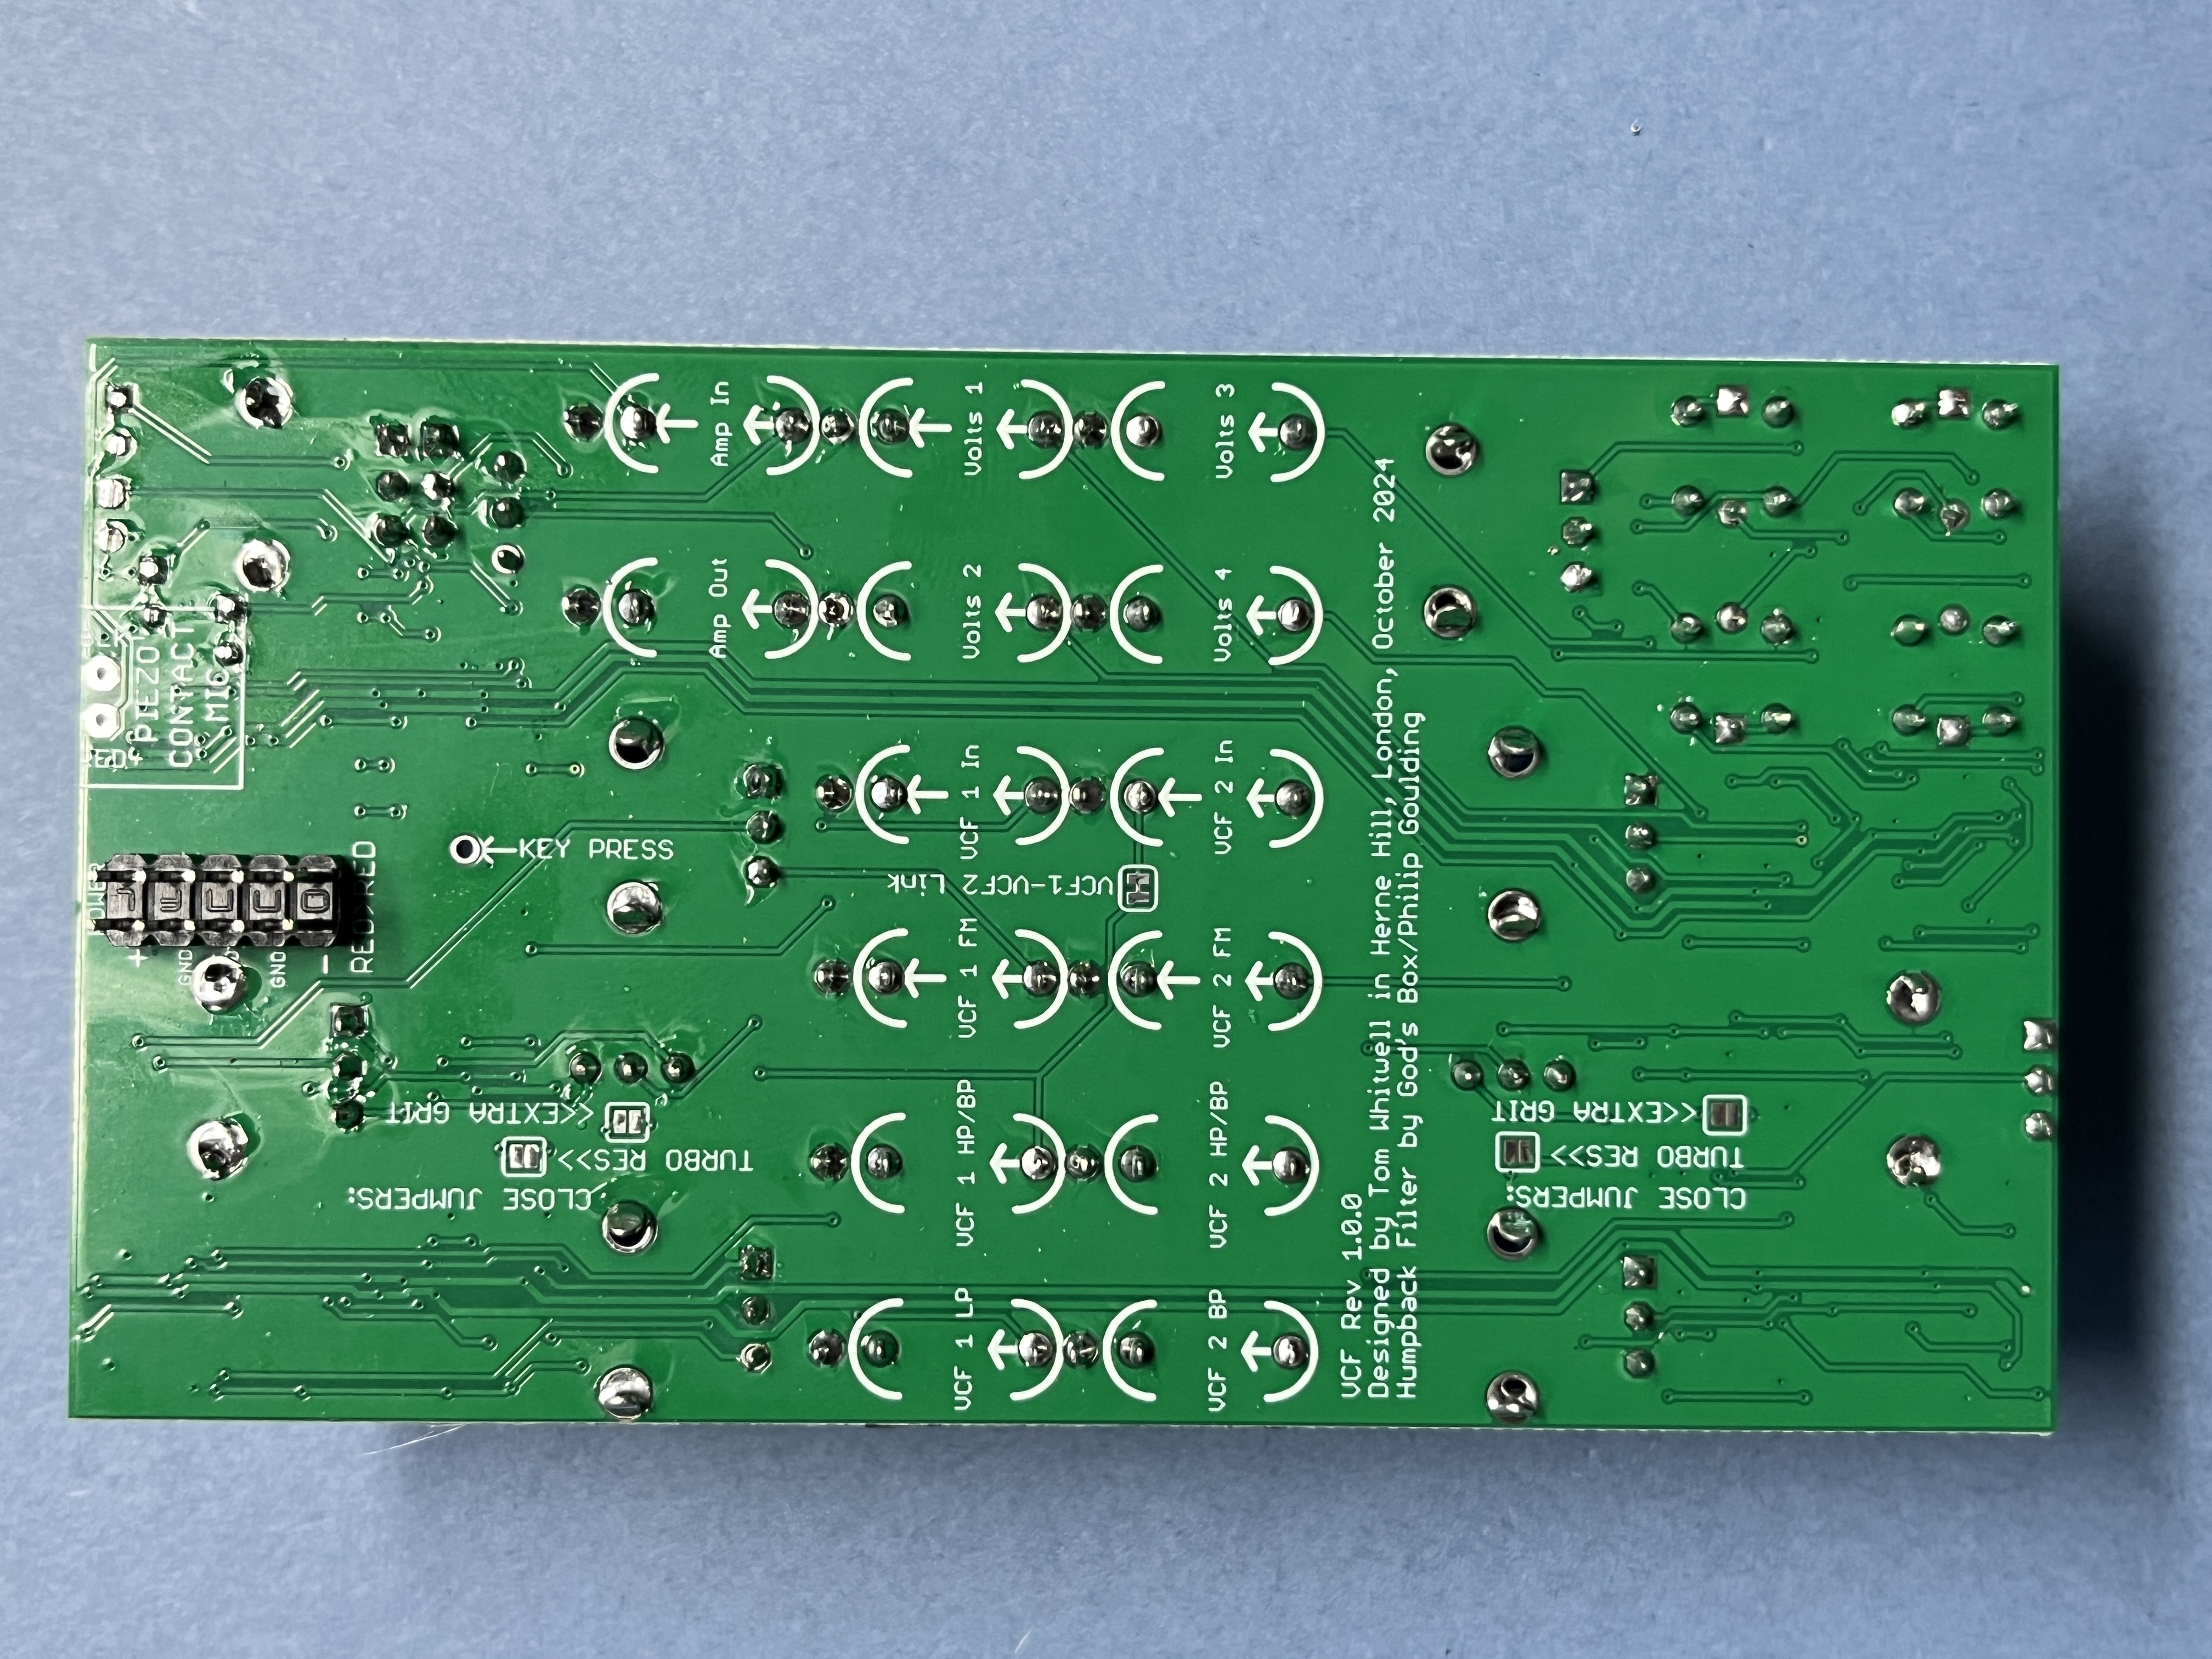 POWER
+
GND
GND
-
RED>RED
RED+
PIEZO
CONTACT
MIC
CLOSE JUMPERS:
TURBO RES>>
<<EXTRA GRIT
KEY PRESS
Amp Out
Amp In
VCF 1 LP
VCF 1 HP/BP
VCF 1 FM
VCF1-VCF2 Link
VCF 1 In
Volts 2
Volts 1
VCF 2 BP
VCF 2 HP/BP
VCF 2 FM
VCF 2 In
Volts 4
Volts 3
VCF Rev 1.0.0
Designed by Tom Whitwell in Herne Hill, London, October 2024
Humpback Filter by God's Box/Philip Goulding
CLOSE JUMPERS:
TURBO RES>>
<<EXTRA GRIT